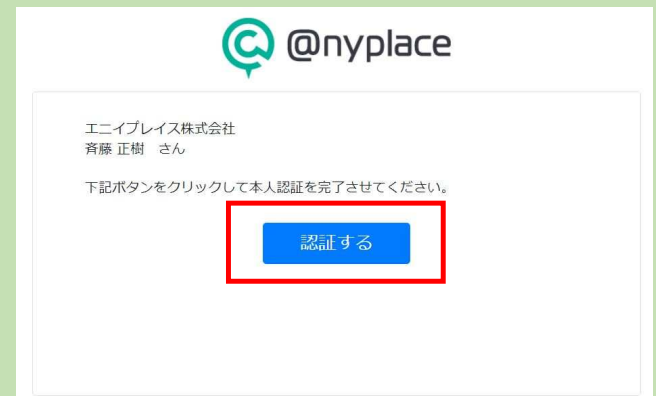 @nyplace
エニイプレイス株式会社
斉藤 正樹　さん
下記ボタンをクリックして本人認証を完了させてください。
認証する